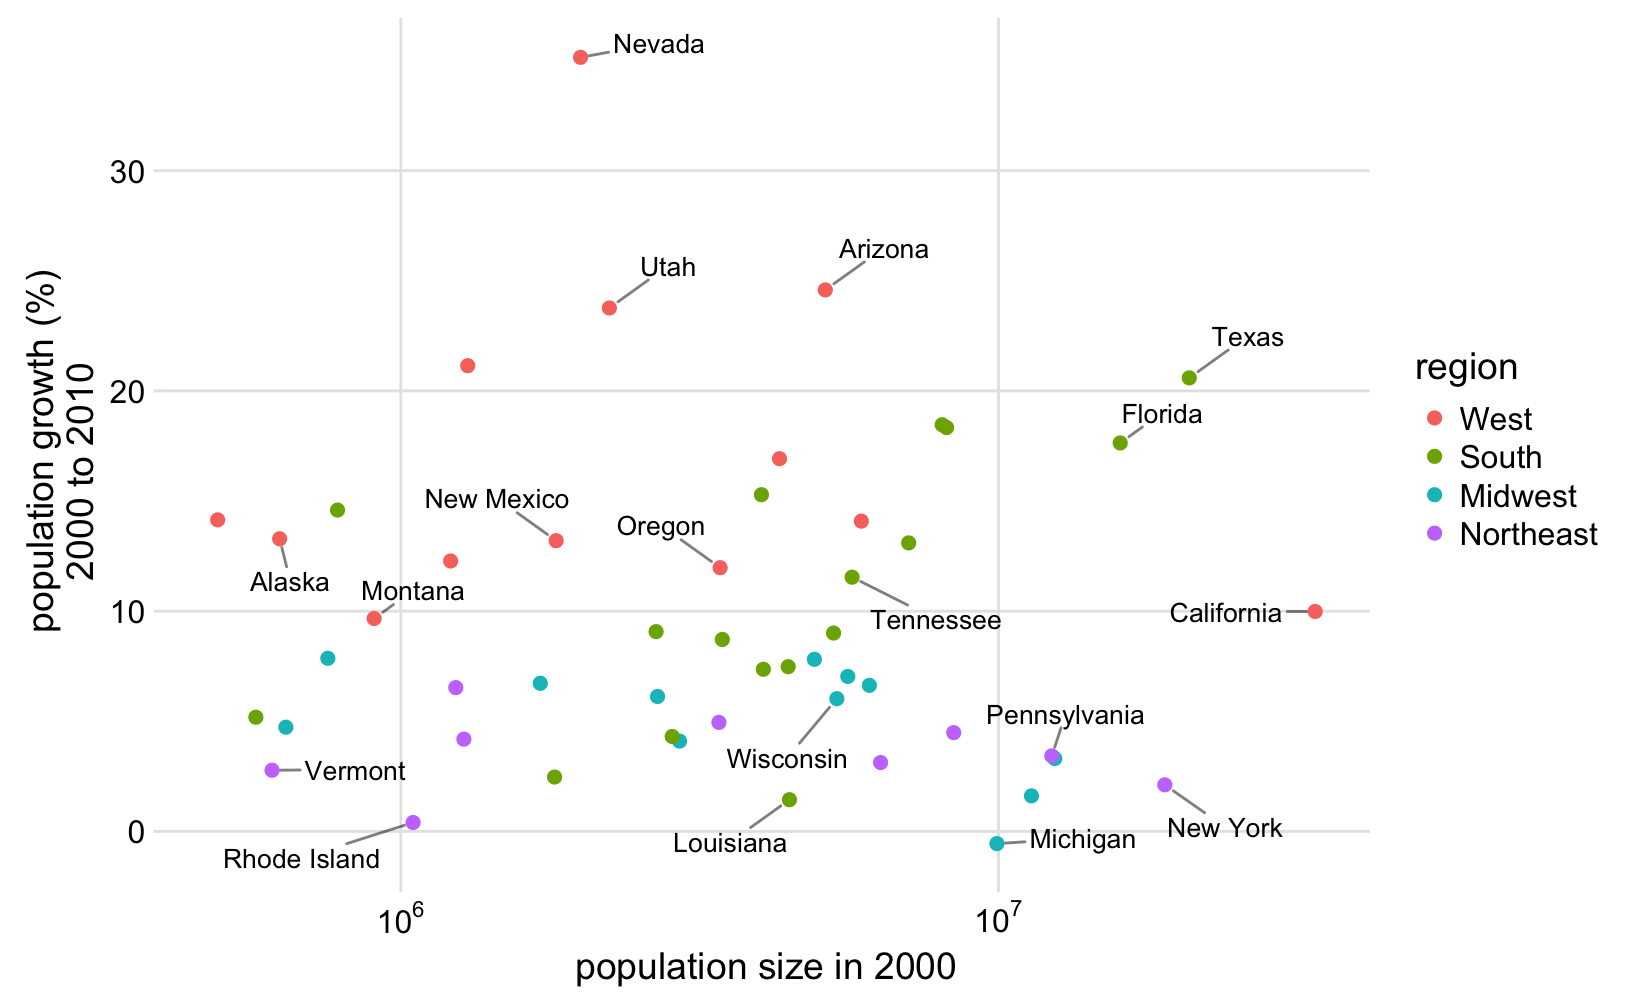 Nevada
30
Arizona
Utah
Texas
20
Florida
New Mexico
Oregon
Alaska
Montana
10
California
Tennessee
Pennsylvania
Wisconsin
Vermont
0
New York
Michigan
Louisiana
Rhode Island
10⁶
10⁷
population size in 2000
population growth (%)
2000 to 2010
region
West
South
Midwest
Northeast